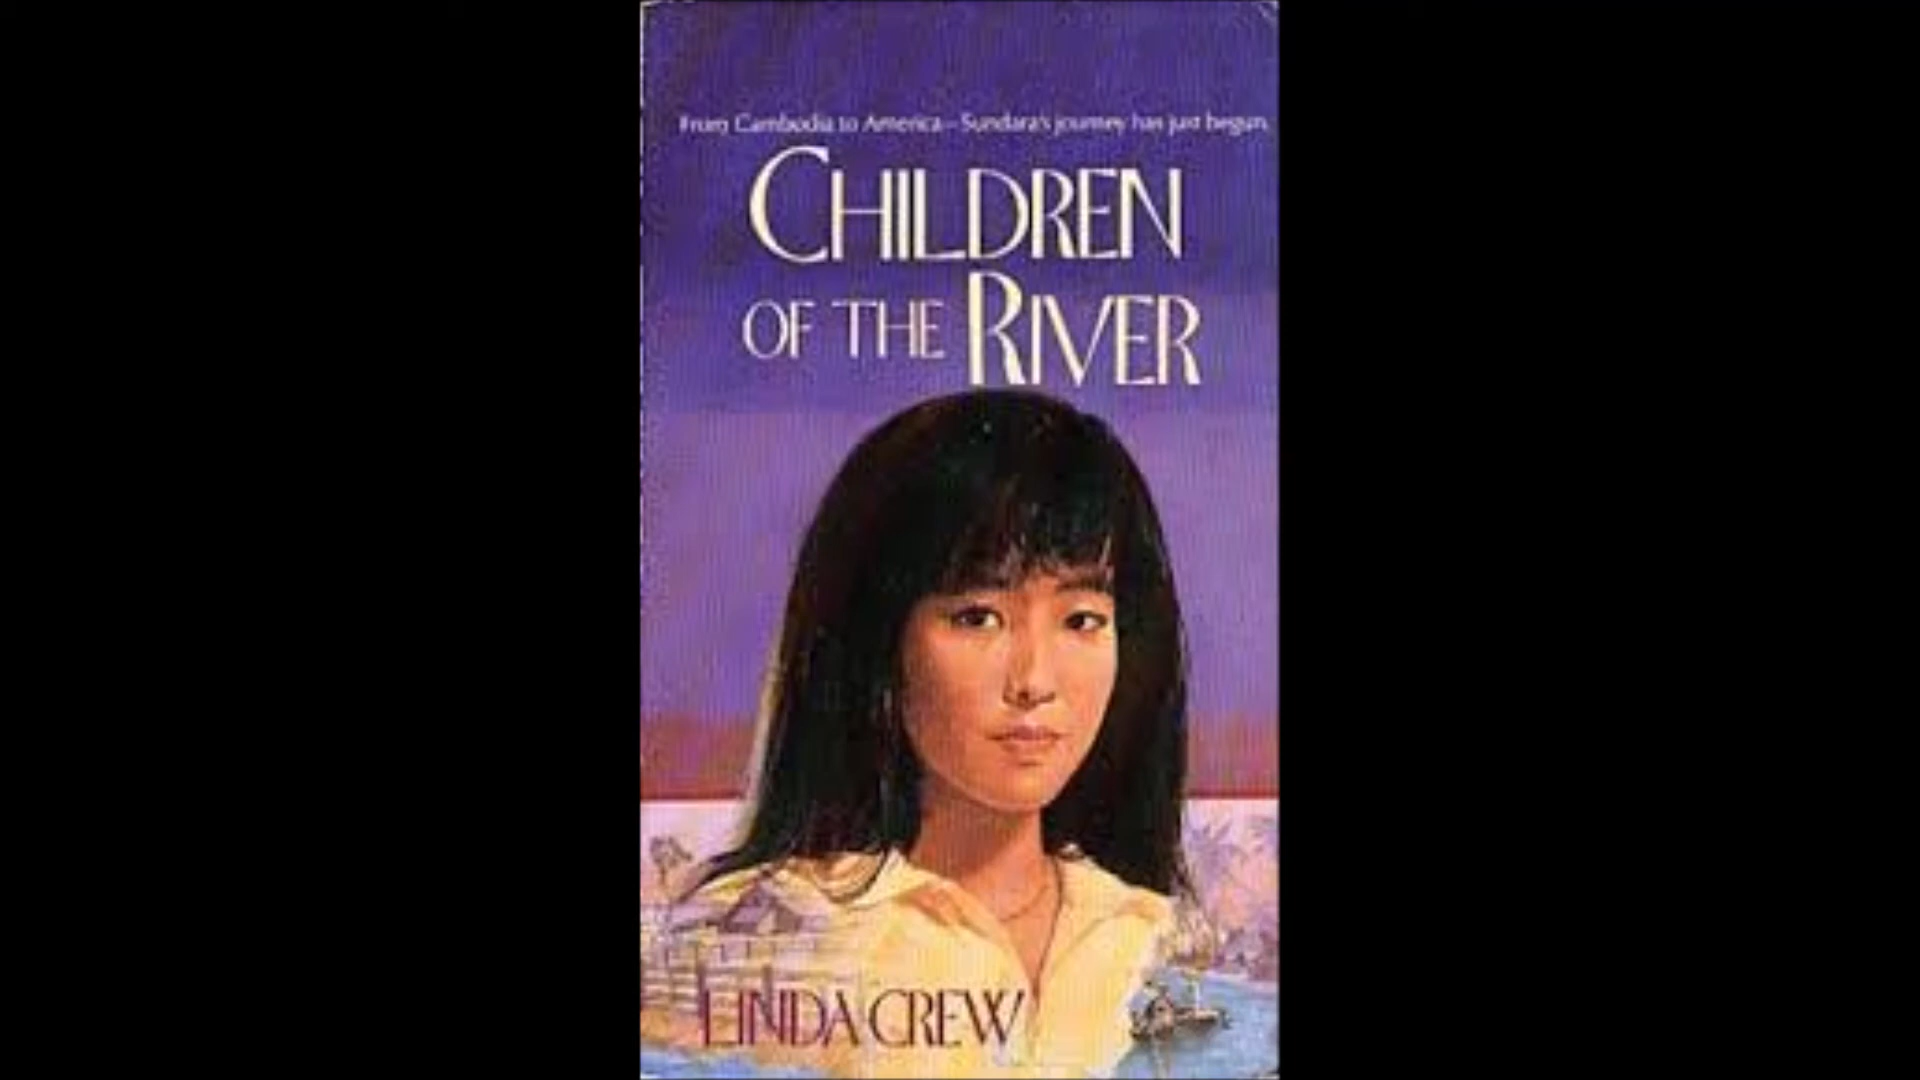 From Cambodia to America—Sundara's journey has just begun.
CHILDREN
OF THE RIVER
LINDA CREW